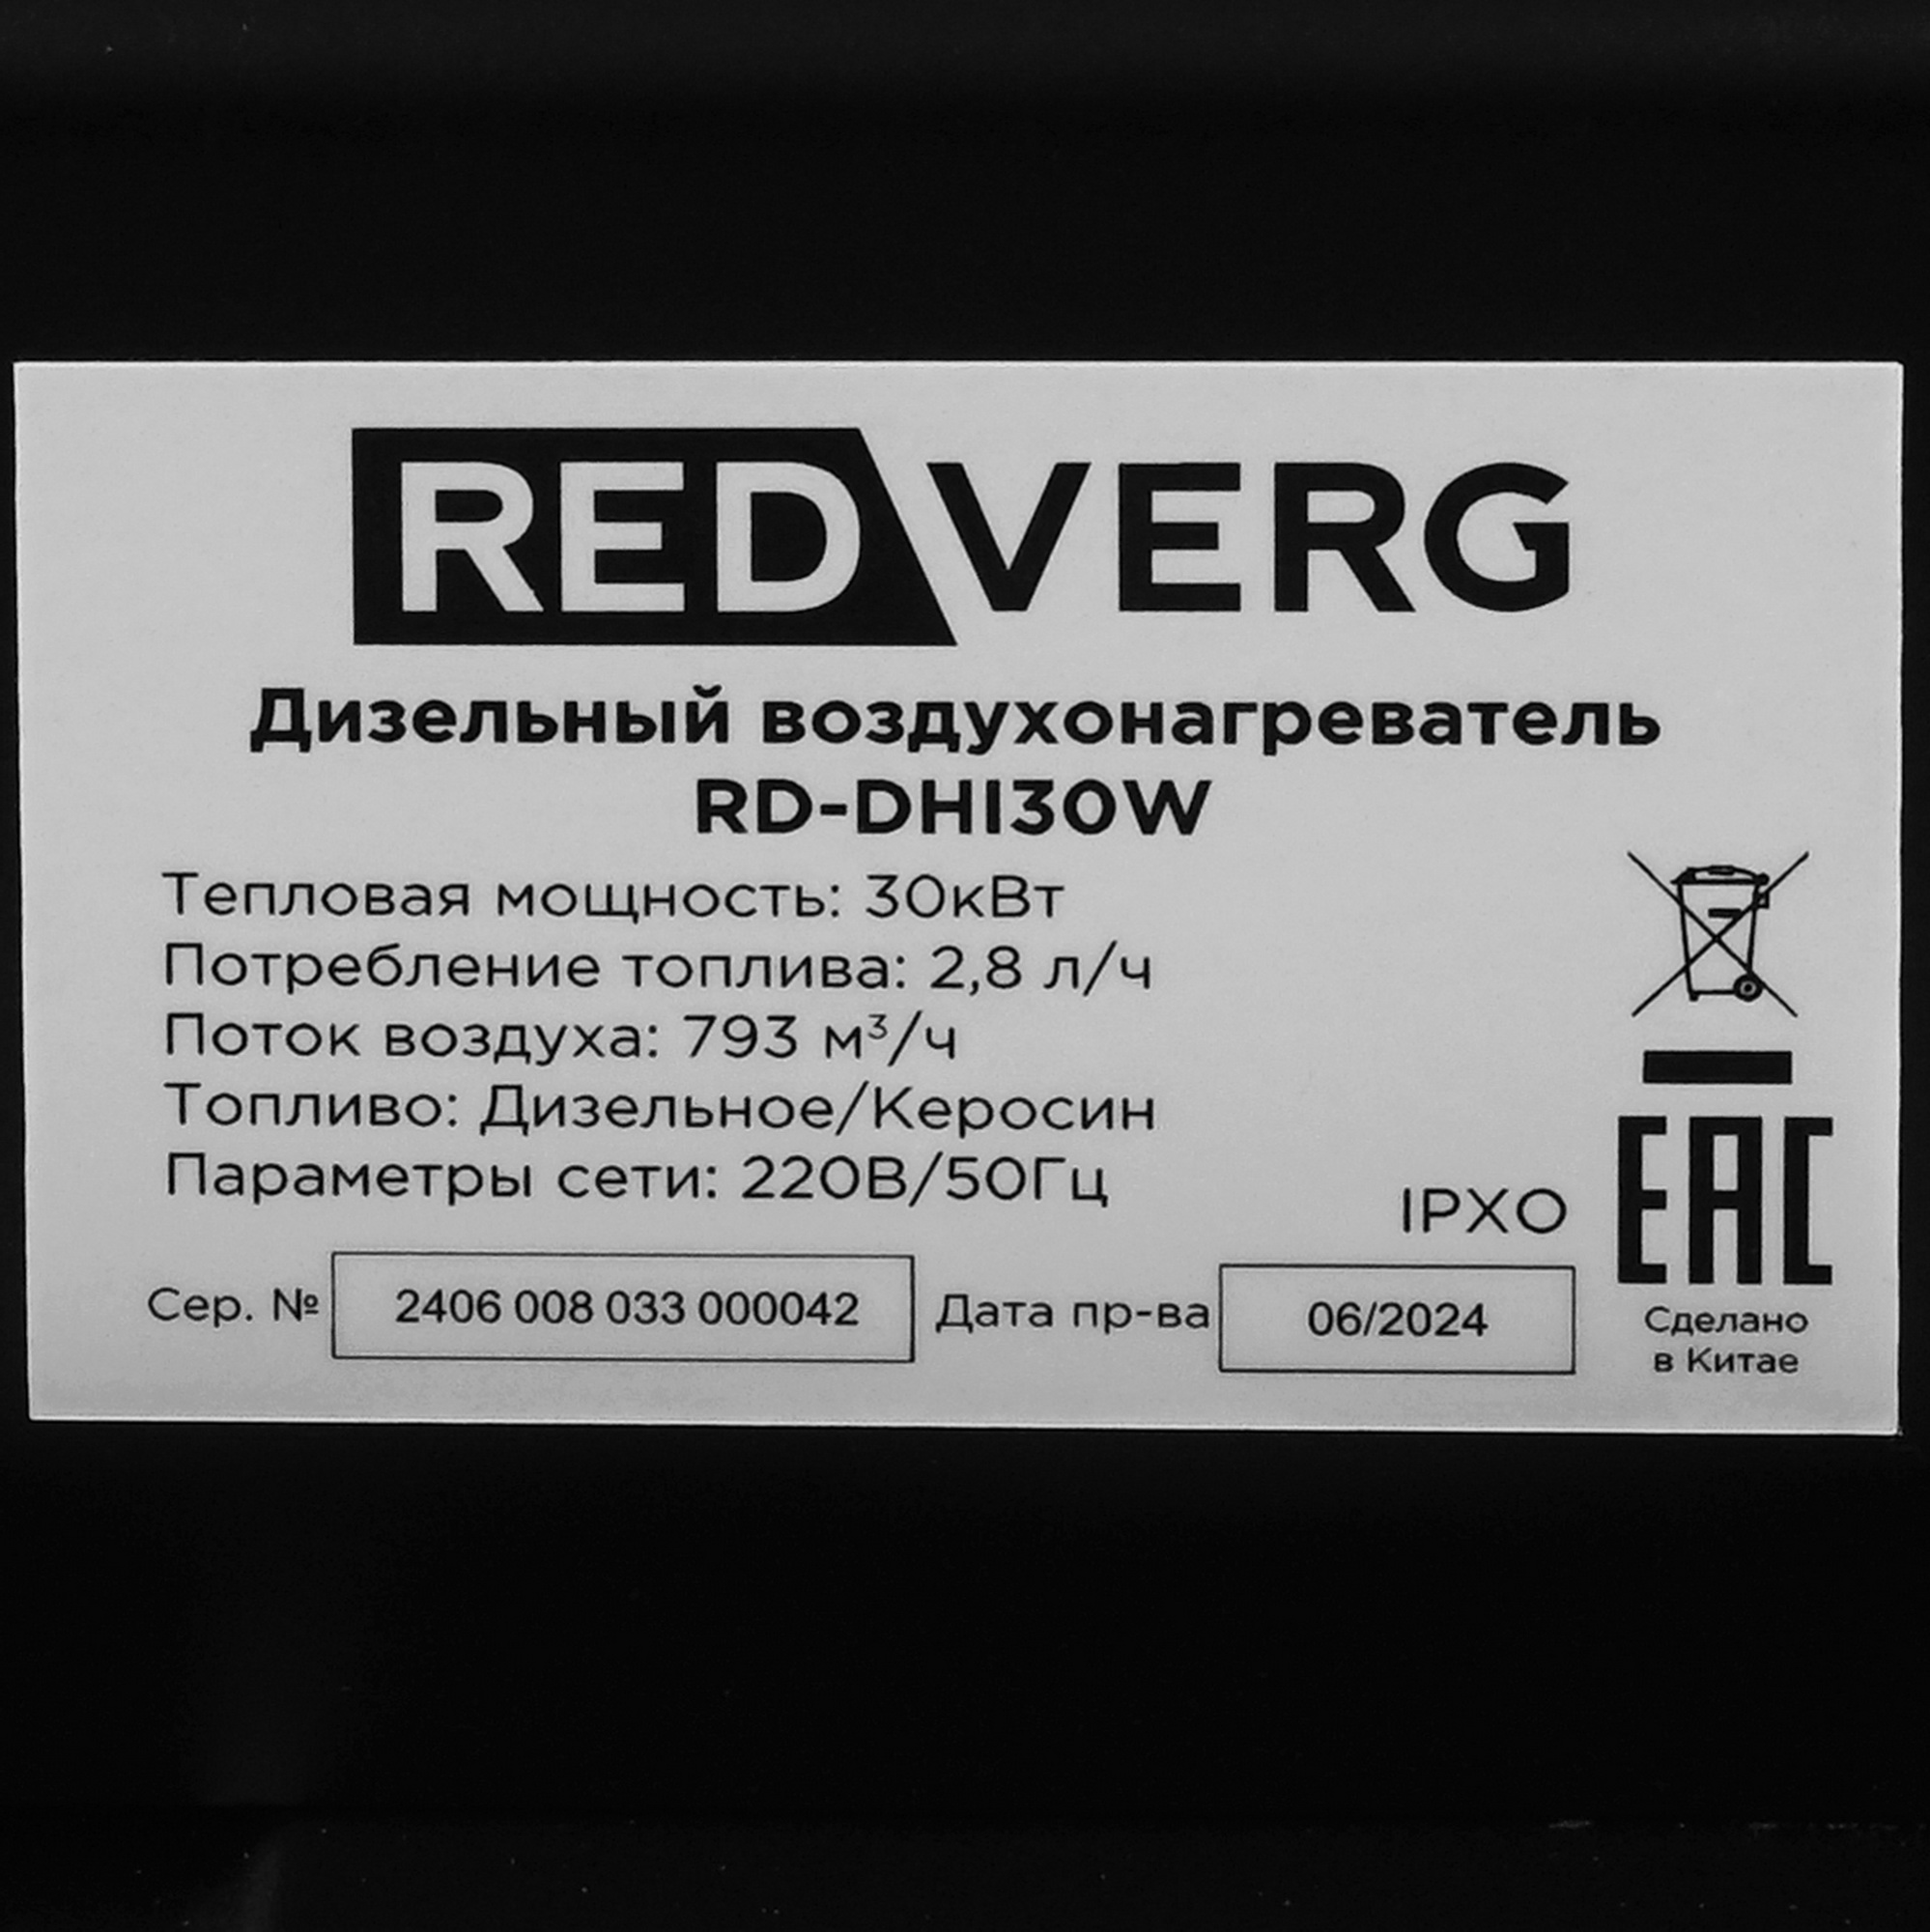 REDVERG
Дизельный воздухонагреватель
RD-DHI30W
Тепловая мощность: 30кВт
Потребление топлива: 2,8 л/ч
Поток воздуха: 793 м³/ч
Топливо: Дизельное/Керосин
Параметры сети: 220В/50Гц
IPX0
EAC
Сер. № 2406 008 033 000042 Дата пр-ва 06/2024
Сделано
в Китае